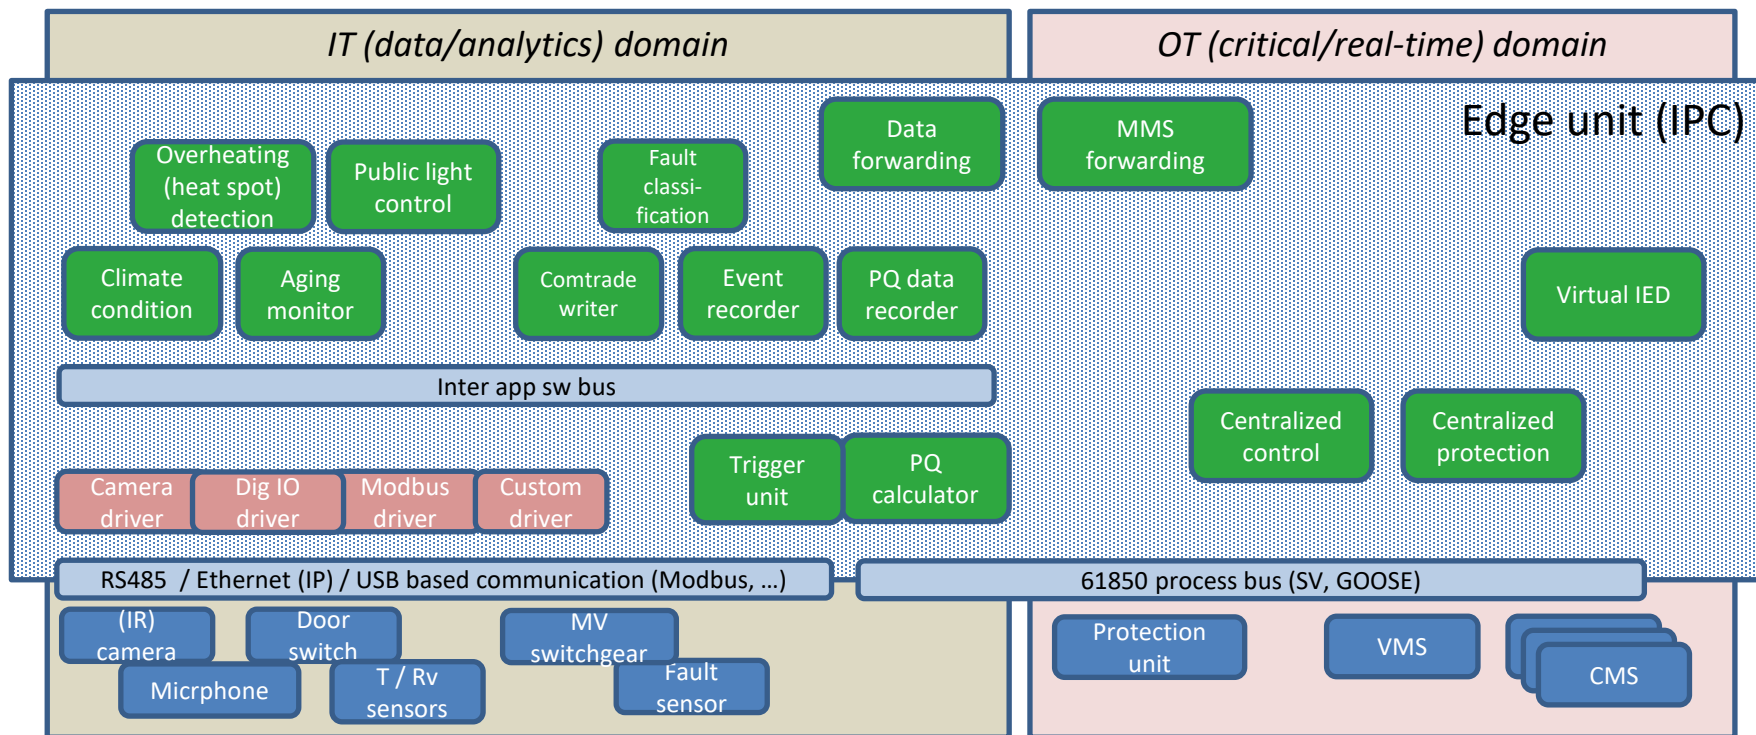 IT (data/analytics) domain
OT (critical/real-time) domain
Edge unit (IPC)
Data
forwarding
MMS
forwarding
Overheating
(heat spot)
detection
Public light
control
Fault
classi-
fication
Climate
condition
Aging
monitor
Comtrade
writer
Event
recorder
PQ data
recorder
Virtual IED
Inter app sw bus
Centralized
control
Centralized
protection
Trigger
unit
PQ
calculator
Camera
driver
Dig IO
driver
Modbus
driver
Custom
driver
RS485 / Ethernet (IP) / USB based communication (Modbus, ...)
61850 process bus (SV, GOOSE)
(IR)
camera
Door
switch
MV
switchgear
Protection
unit
VMS
CMS
Micrphone
T / Rv
sensors
Fault
sensor